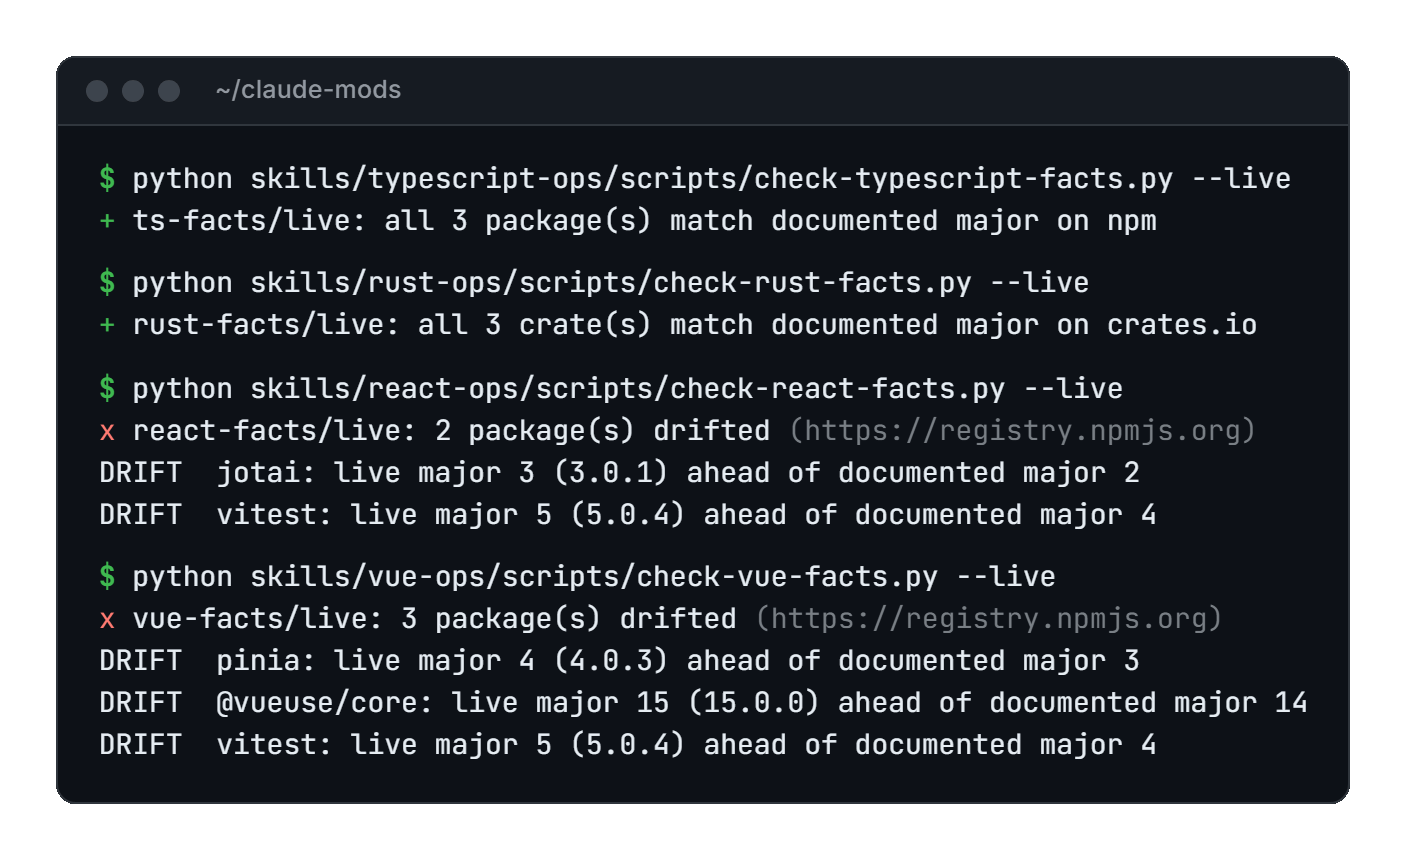 ~/claude-mods
$ python skills/typescript-ops/scripts/check-typescript-facts.py --live
+ ts-facts/live: all 3 package(s) match documented major on npm
$ python skills/rust-ops/scripts/check-rust-facts.py --live
+ rust-facts/live: all 3 crate(s) match documented major on crates.io
$ python skills/react-ops/scripts/check-react-facts.py --live
x react-facts/live: 2 package(s) drifted (https://registry.npmjs.org)
DRIFT  jotai: live major 3 (3.0.1) ahead of documented major 2
DRIFT  vitest: live major 5 (5.0.4) ahead of documented major 4
$ python skills/vue-ops/scripts/check-vue-facts.py --live
x vue-facts/live: 3 package(s) drifted (https://registry.npmjs.org)
DRIFT  pinia: live major 4 (4.0.3) ahead of documented major 3
DRIFT  @vueuse/core: live major 15 (15.0.0) ahead of documented major 14
DRIFT  vitest: live major 5 (5.0.4) ahead of documented major 4